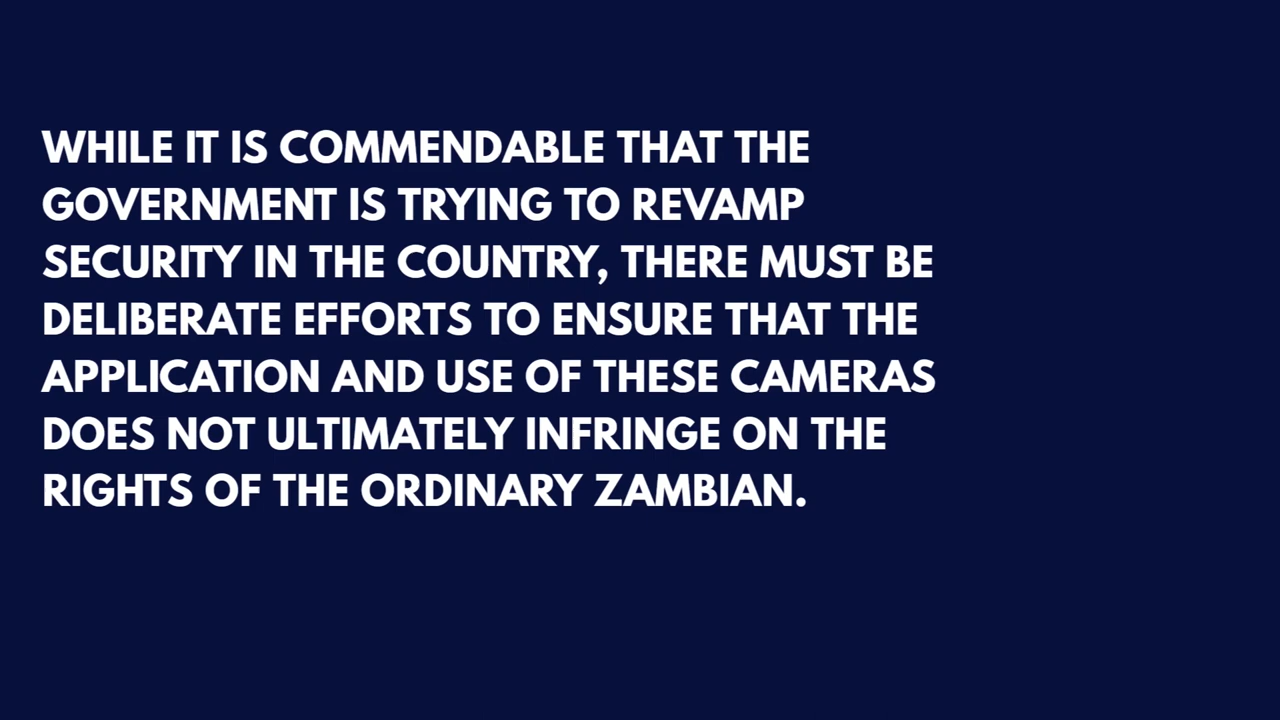 WHILE IT IS COMMENDABLE THAT THE
GOVERNMENT IS TRYING TO REVAMP
SECURITY IN THE COUNTRY, THERE MUST BE
DELIBERATE EFFORTS TO ENSURE THAT THE
APPLICATION AND USE OF THESE CAMERAS
DOES NOT ULTIMATELY INFRINGE ON THE
RIGHTS OF THE ORDINARY ZAMBIAN.